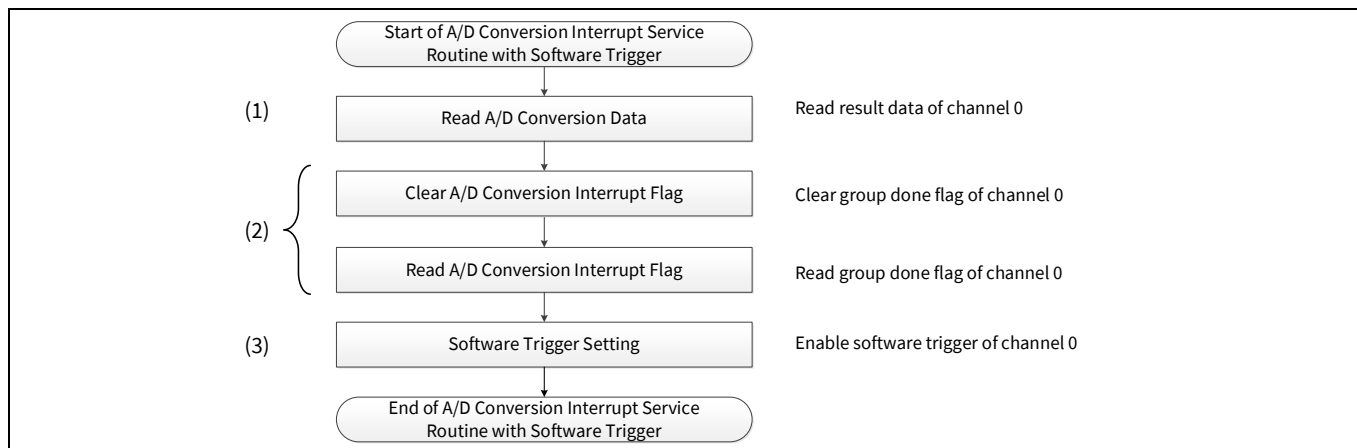 Start of A/D Conversion Interrupt Service
Routine with Software Trigger
(1)
Read A/D Conversion Data
Read result data of channel 0
Clear A/D Conversion Interrupt Flag
Clear group done flag of channel 0
(2)
Read A/D Conversion Interrupt Flag
Read group done flag of channel 0
(3)
Software Trigger Setting
Enable software trigger of channel 0
End of A/D Conversion Interrupt Service
Routine with Software Trigger